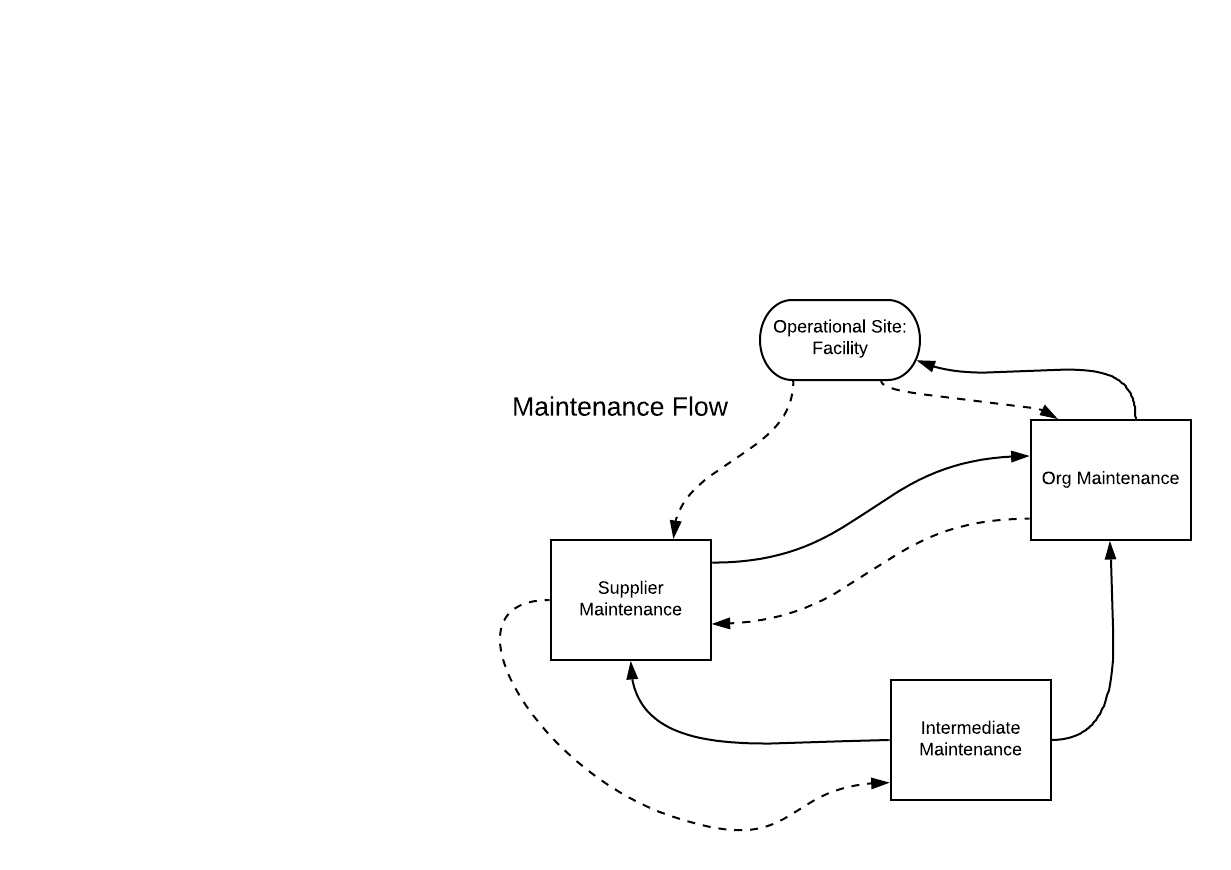 Operational Site:
Facility
Maintenance Flow
Org Maintenance
Supplier
Maintenance
Intermediate
Maintenance